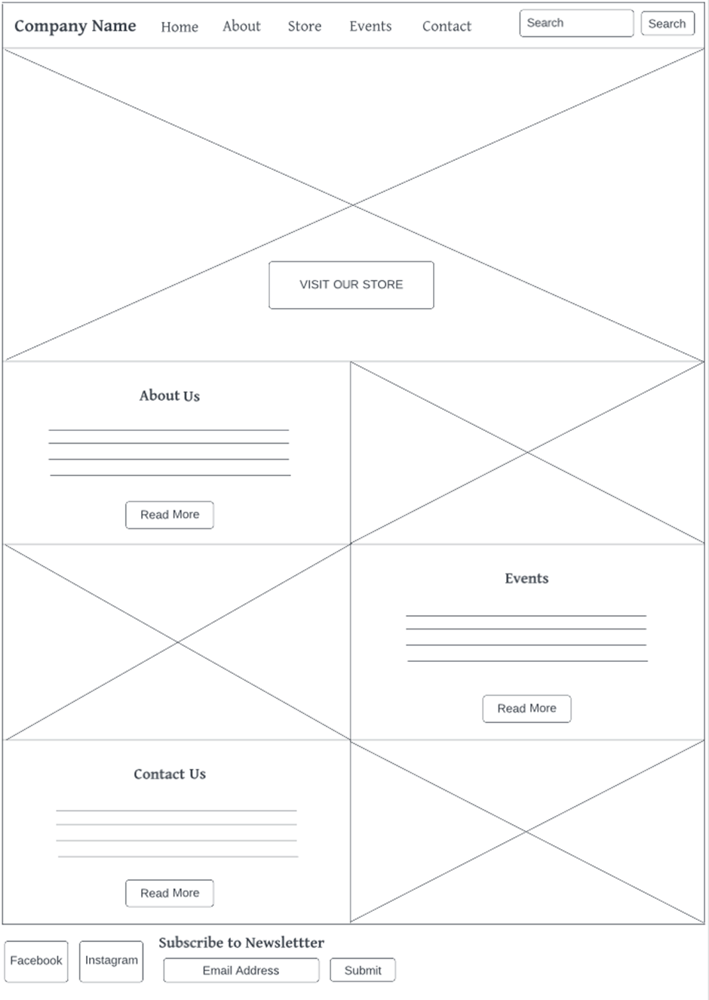 Company Name Home About Store Events Contact Search Search
VISIT OUR STORE
About Us
Read More
Events
Read More
Contact Us
Read More
Subscribe to Newslettter
Facebook Instagram Email Address Submit